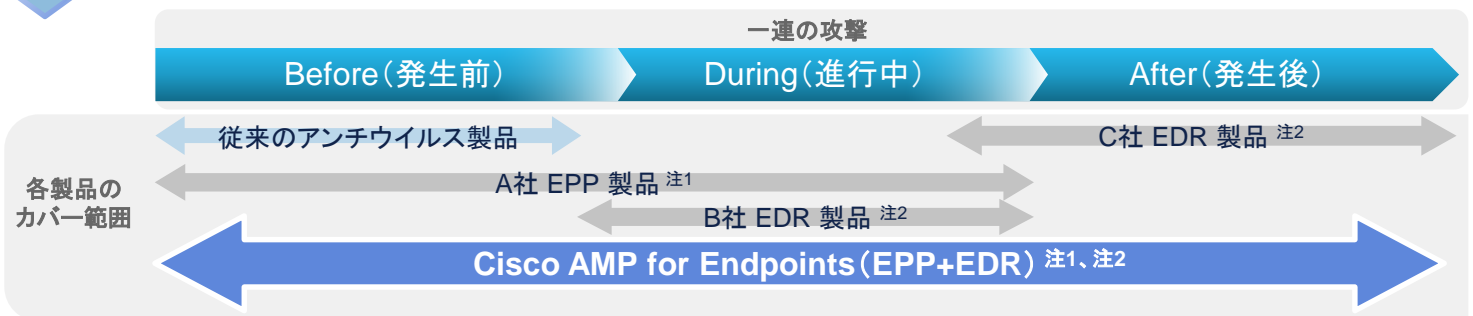 一連の攻撃
Before（発生前）
During（進行中）
After（発生後）
従来のアンチウイルス製品
C社 EDR 製品 注2
各製品の
カバー範囲
A社 EPP 製品 注1
B社 EDR 製品 注2
Cisco AMP for Endpoints（EPP+EDR）注1、注2